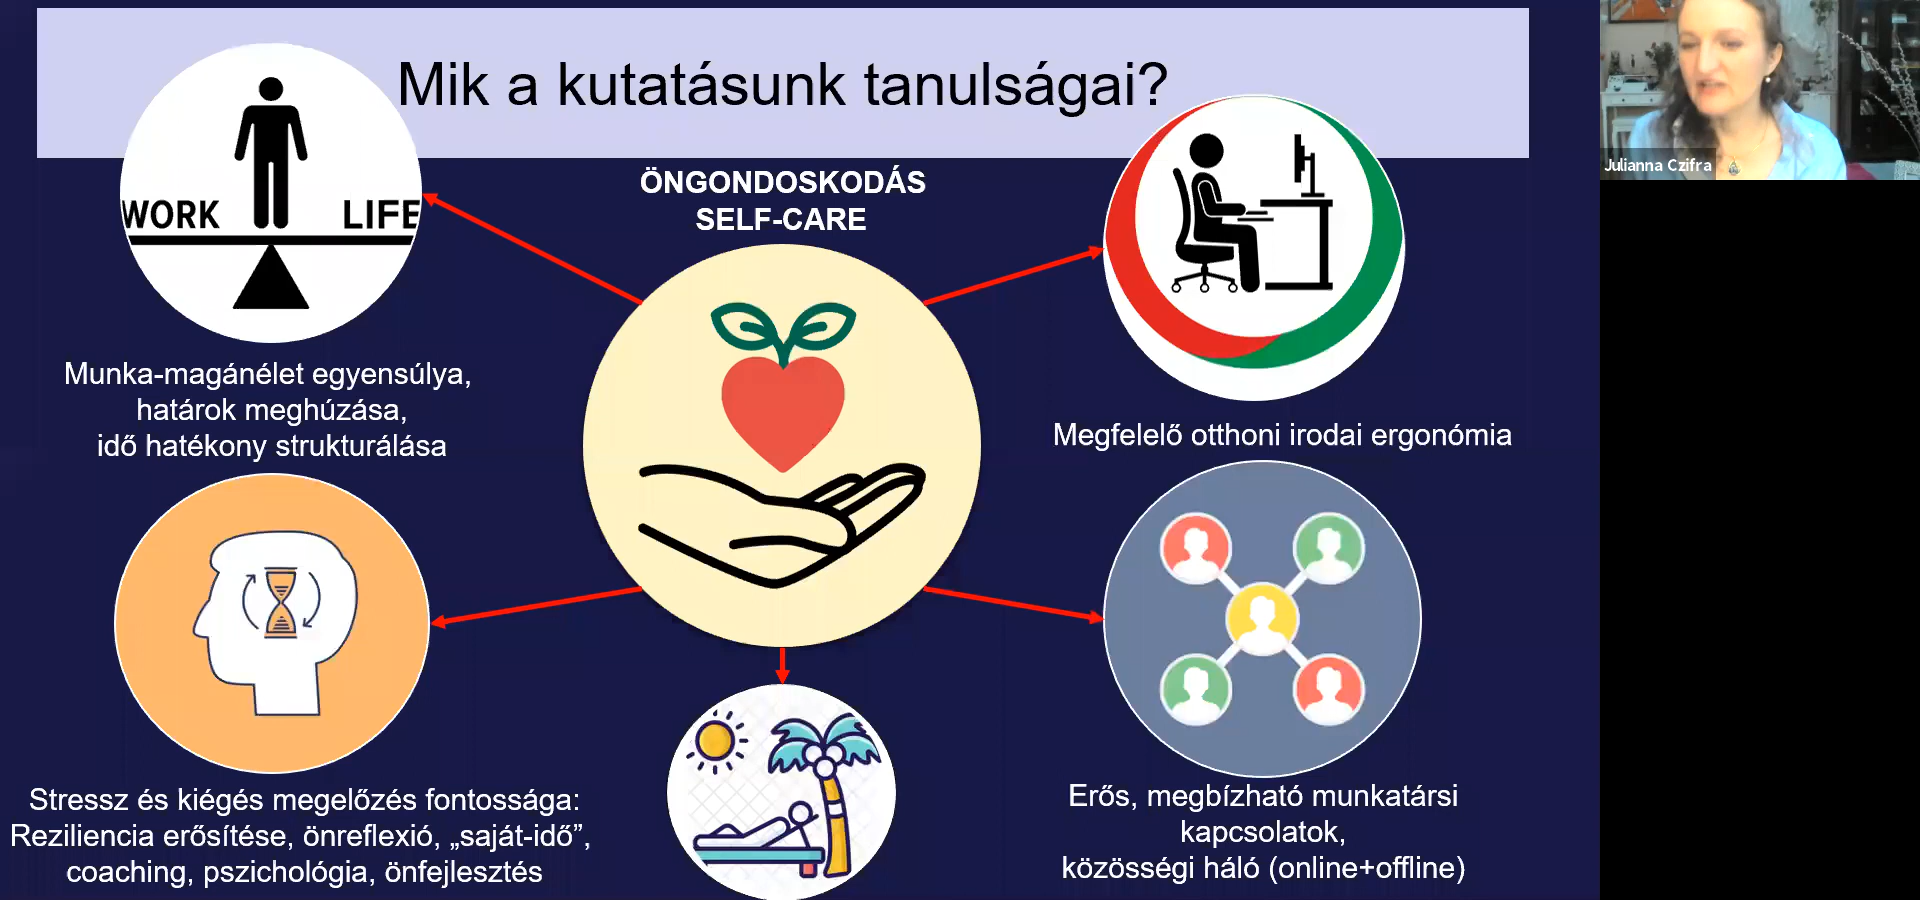 Mik a kutatásunk tanulságai?
WORK LIFE
ÖNGONDOSKODÁS
SELF-CARE
Munka-magánélet egyensúlya,
határok meghúzása,
idő hatékony strukturálása
Megfelelő otthoni irodai ergonómia
Stressz és kiégés megelőzés fontossága:
Reziliencia erősítése, önreflexió, „saját-idő”,
coaching, pszichológia, önfejlesztés
Erős, megbízható munkatársi
kapcsolatok,
közösségi háló (online+offline)
Julianna Czifra